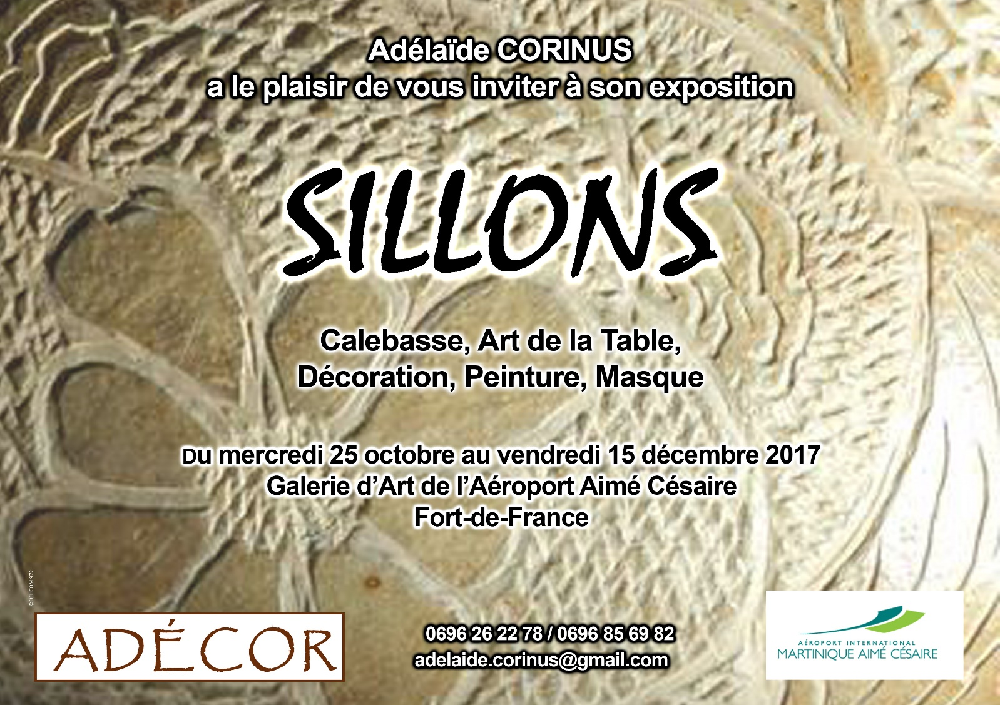 Adélaïde CORINUS
a le plaisir de vous inviter à son exposition
SILLONS
Calebasse, Art de la Table,
Décoration, Peinture, Masque
Du mercredi 25 octobre au vendredi 15 décembre 2017
Galerie d'Art de l'Aéroport Aimé Césaire
Fort-de-France
© OELICOM 972
ADÉCOR
0696 26 22 78 / 0696 85 69 82
adelaide.corinus@gmail.com
AÉROPORT INTERNATIONAL
MARTINIQUE AIMÉ CÉSAIRE